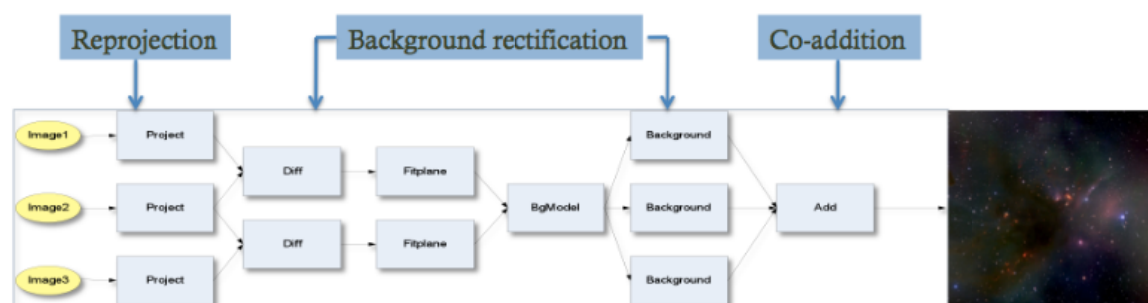 Reprojection Background rectification Co-addition
Image1 Project Background
Diff Fitplane
Image2 Project BgModel Background Add
Diff Fitplane
Image3 Project Background